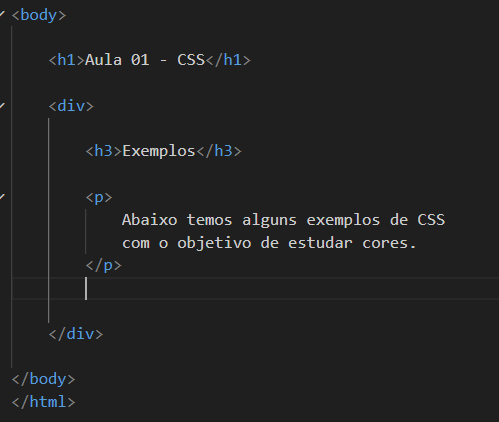 <body>
<h1>Aula 01 - CSS</h1>
<div>
<h3>Exemplos</h3>
<p>
Abaixo temos alguns exemplos de CSS
com o objetivo de estudar cores.
</p>
</div>
</body>
</html>